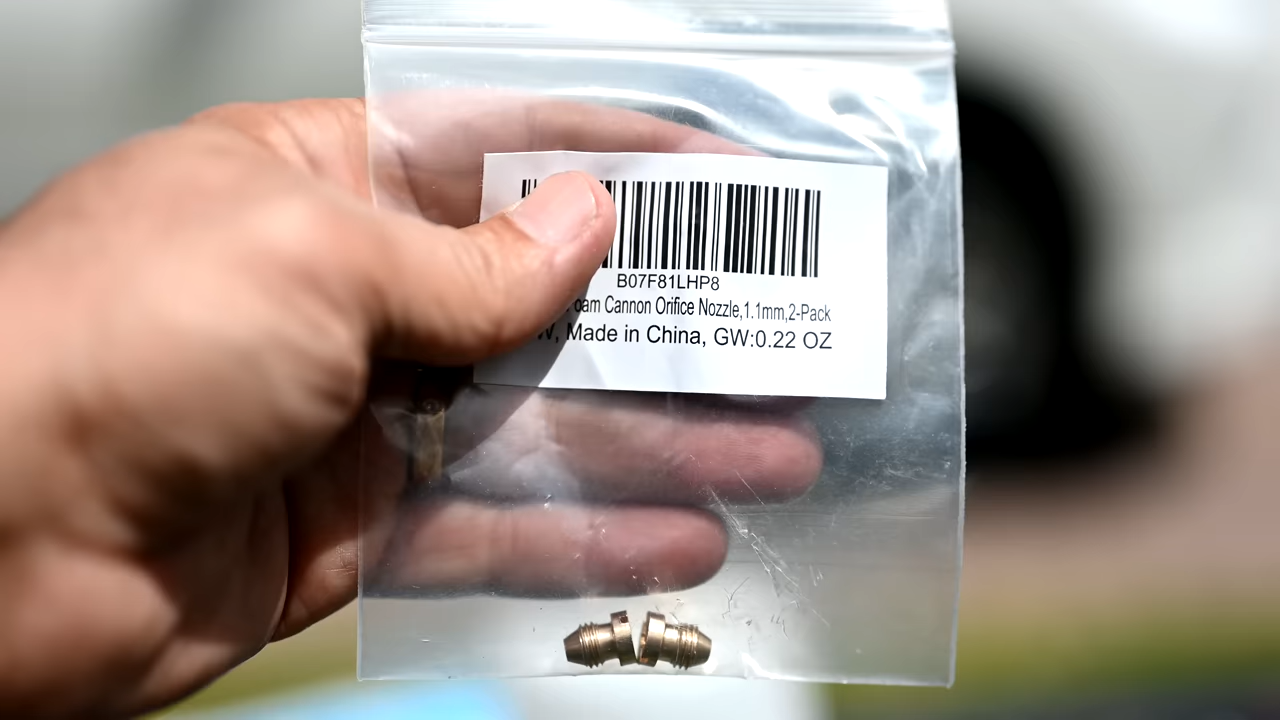 B07F81LHP8
oam Cannon Orifice Nozzle,1.1mm,2-Pack
Made in China, GW:0.22 OZ